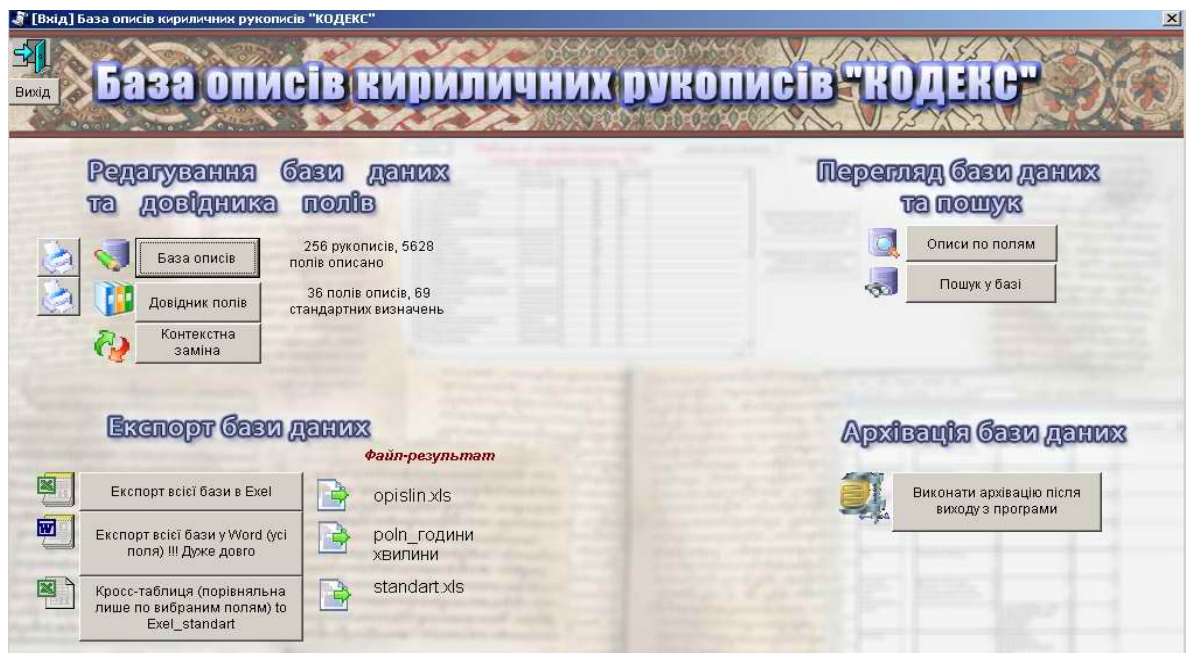 [Вхід] База описів кириличних рукописів "КОДЕКС"
Вихід
База описів кириличних рукописів "КОДЕКС"
Редагування бази даних
та довідника полів
База описів
256 рукописів, 5628
полів описано
Довідник полів
36 полів описів, 69
стандартних визначень
Контекстна
заміна
Перегляд бази даних
та пошук
Описи по полям
Пошук у базі
Експорт бази даних
Файл-результат
Експорт всієї бази в Exel
opislin.xls
Експорт всієї бази у Word (усі
поля) !!! Дуже довго
poln_години
хвилини
Кросс-таблиця (порівняльна
лише по вибраним полям) to
Exel_standart
standart.xls
Архівація бази даних
Виконати архівацію після
виходу з програми